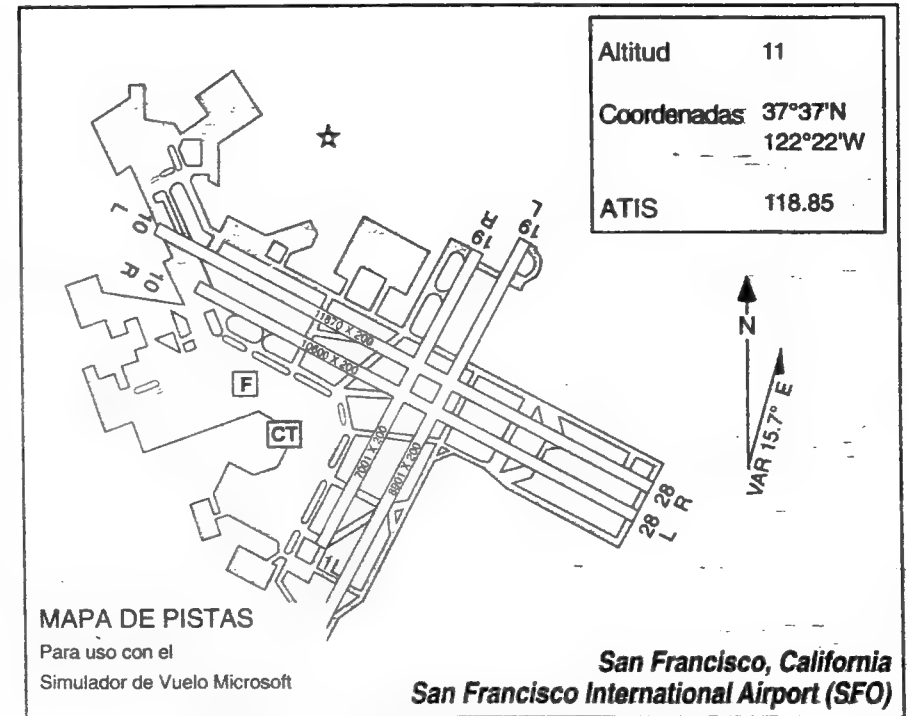 Altitud 11
Coordenadas 37°37'N
122°22'W
ATIS 118.85
10 L
10 R
19 R
19 L
11870 X 200
10600 X 200
7001 X 200
8901 X 200
F
CT
28 R
28 L
1L
N
VAR 15.7° E
MAPA DE PISTAS
Para uso con el
Simulador de Vuelo Microsoft
San Francisco, California
San Francisco International Airport (SFO)